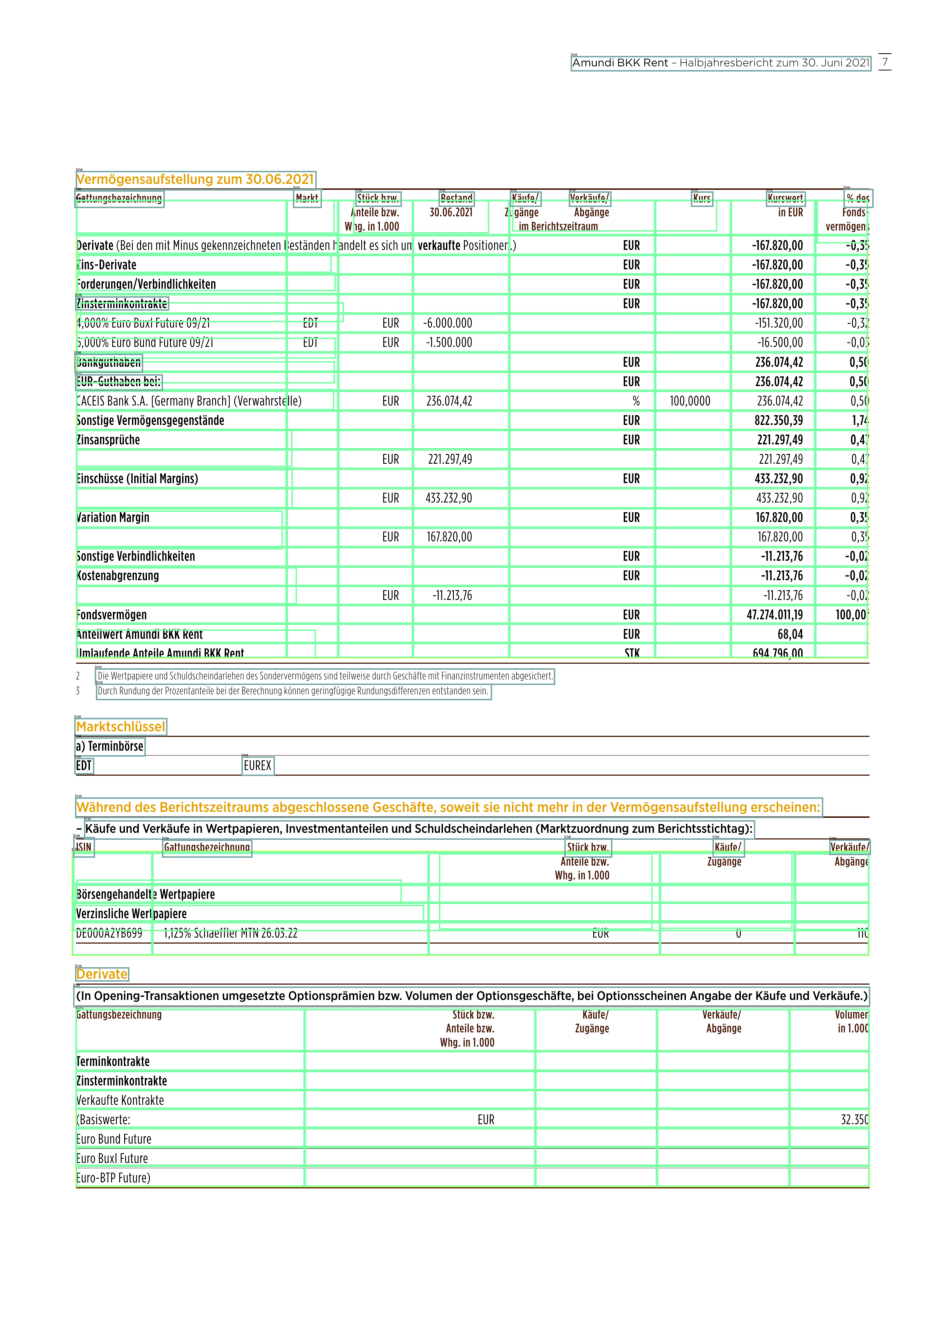 Amundi BKK Rent – Halbjahresbericht zum 30. Juni 2021 7
Vermögensaufstellung zum 30.06.2021
Gattungsbezeichnung Markt Stück bzw. Bestand Käufe/ Verkäufe/ Kurs Kurswert % des
Anteile bzw. 30.06.2021 Zugänge Abgänge in EUR Fonds-
Whg. in 1.000 im Berichtszeitraum vermögens
Derivate (Bei den mit Minus gekennzeichneten Beständen handelt es sich um verkaufte Positionen.) EUR -167.820,00 -0,35
Zins-Derivate EUR -167.820,00 -0,35
Forderungen/Verbindlichkeiten EUR -167.820,00 -0,35
Zinsterminkontrakte EUR -167.820,00 -0,35
4,000% Euro Buxl Future 09/21 EDT EUR -6.000.000 -151.320,00 -0,32
6,000% Euro Bund Future 09/21 EDT EUR -1.500.000 -16.500,00 -0,03
Bankguthaben EUR 236.074,42 0,50
EUR-Guthaben bei: EUR 236.074,42 0,50
CACEIS Bank S.A. [Germany Branch] (Verwahrstelle) EUR 236.074,42 % 100,0000 236.074,42 0,50
Sonstige Vermögensgegenstände EUR 822.350,39 1,74
Zinsansprüche EUR 221.297,49 0,47
EUR 221.297,49 221.297,49 0,47
Einschüsse (Initial Margins) EUR 433.232,90 0,92
EUR 433.232,90 433.232,90 0,92
Variation Margin EUR 167.820,00 0,35
EUR 167.820,00 167.820,00 0,35
Sonstige Verbindlichkeiten EUR -11.213,76 -0,02
Kostenabgrenzung EUR -11.213,76 -0,02
EUR -11.213,76 -11.213,76 -0,02
Fondsvermögen EUR 47.274.011,19 100,00
Anteilwert Amundi BKK Rent EUR 68,04
Umlaufende Anteile Amundi BKK Rent STK 694.796,00
2 Die Wertpapiere und Schuldscheindarlehen des Sondervermögens sind teilweise durch Geschäfte mit Finanzinstrumenten abgesichert.
3 Durch Rundung der Prozentanteile bei der Berechnung können geringfügige Rundungsdifferenzen entstanden sein.
Marktschlüssel
a) Terminbörse
EDT EUREX
Während des Berichtszeitraums abgeschlossene Geschäfte, soweit sie nicht mehr in der Vermögensaufstellung erscheinen:
– Käufe und Verkäufe in Wertpapieren, Investmentanteilen und Schuldscheindarlehen (Marktzuordnung zum Berichtsstichtag):
ISIN Gattungsbezeichnung Stück bzw. Käufe/ Verkäufe/
Anteile bzw. Zugänge Abgänge
Whg. in 1.000
Börsengehandelte Wertpapiere
Verzinsliche Wertpapiere
DE000A2YB699 1,125% Schaeffler MTN 26.03.22 EUR 0 110
Derivate
(In Opening-Transaktionen umgesetzte Optionsprämien bzw. Volumen der Optionsgeschäfte, bei Optionsscheinen Angabe der Käufe und Verkäufe.)
Gattungsbezeichnung Stück bzw. Käufe/ Verkäufe/ Volumen
Anteile bzw. Zugänge Abgänge in 1.000
Whg. in 1.000
Terminkontrakte
Zinsterminkontrakte
Verkaufte Kontrakte
(Basiswerte: EUR 32.350
Euro Bund Future
Euro Buxl Future
Euro-BTP Future)